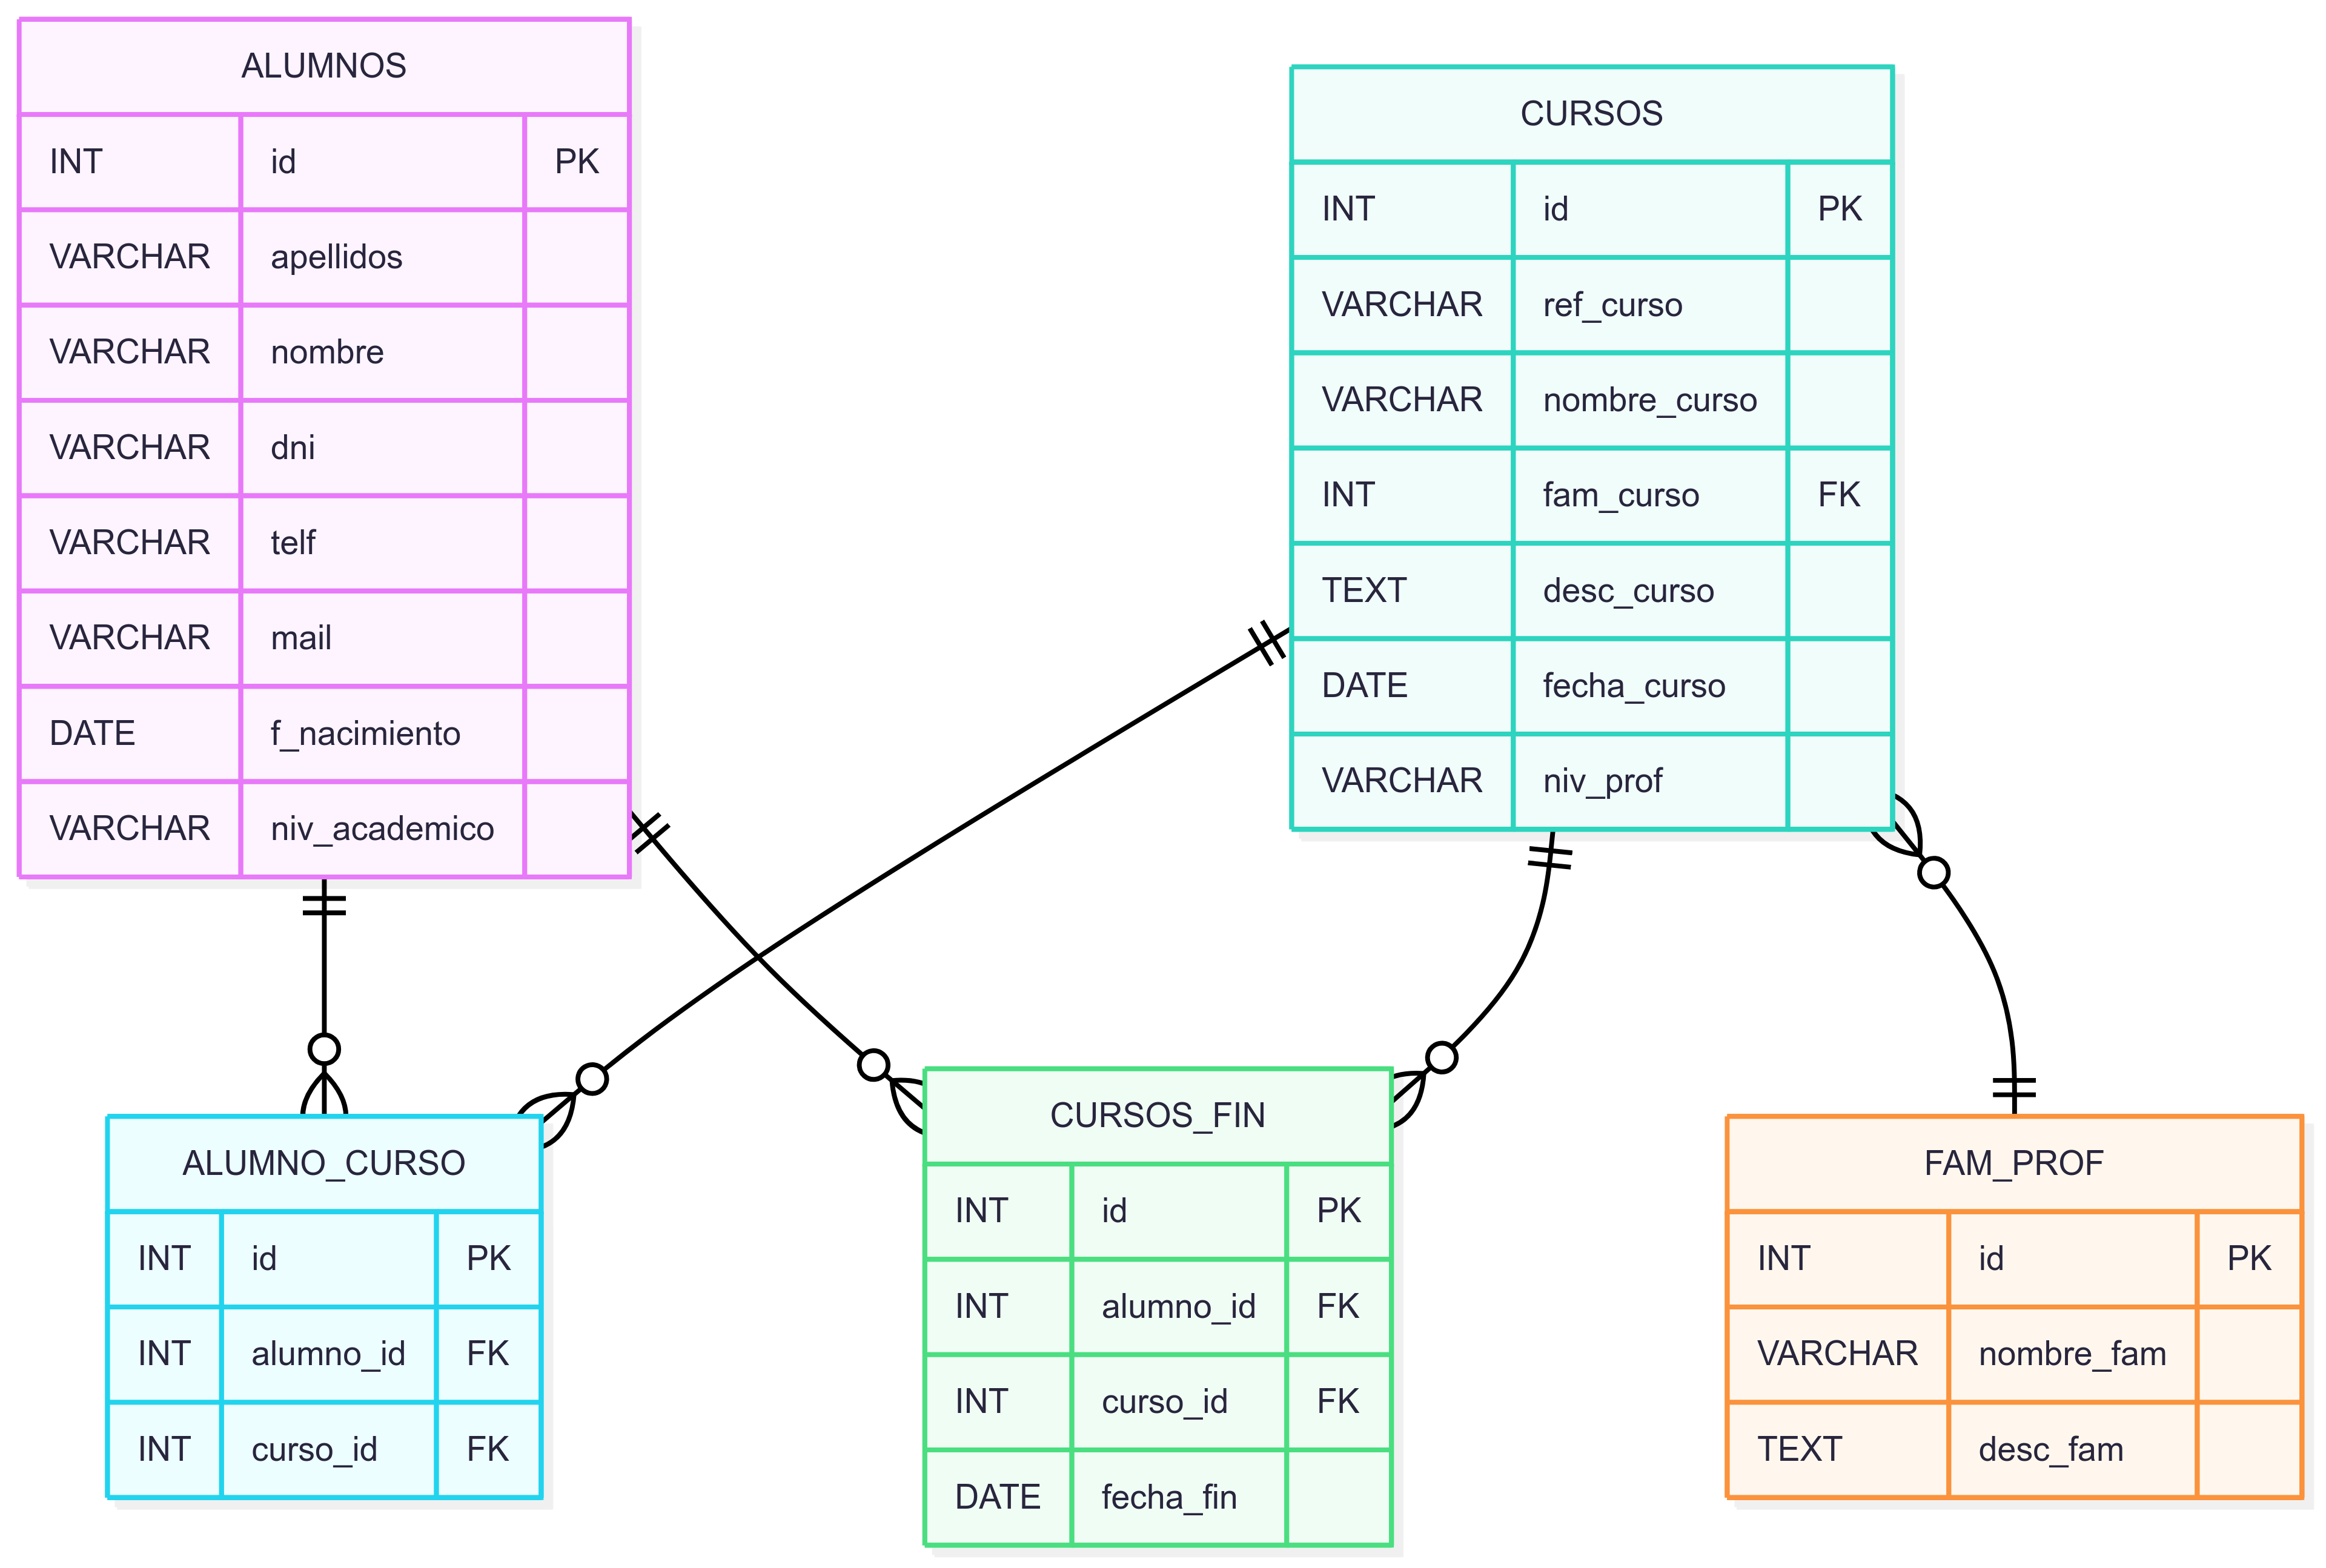 ALUMNOS
INT id PK
VARCHAR apellidos
VARCHAR nombre
VARCHAR dni
VARCHAR telf
VARCHAR mail
DATE f_nacimiento
VARCHAR niv_academico
CURSOS
INT id PK
VARCHAR ref_curso
VARCHAR nombre_curso
INT fam_curso FK
TEXT desc_curso
DATE fecha_curso
VARCHAR niv_prof
ALUMNO_CURSO
INT id PK
INT alumno_id FK
INT curso_id FK
CURSOS_FIN
INT id PK
INT alumno_id FK
INT curso_id FK
DATE fecha_fin
FAM_PROF
INT id PK
VARCHAR nombre_fam
TEXT desc_fam